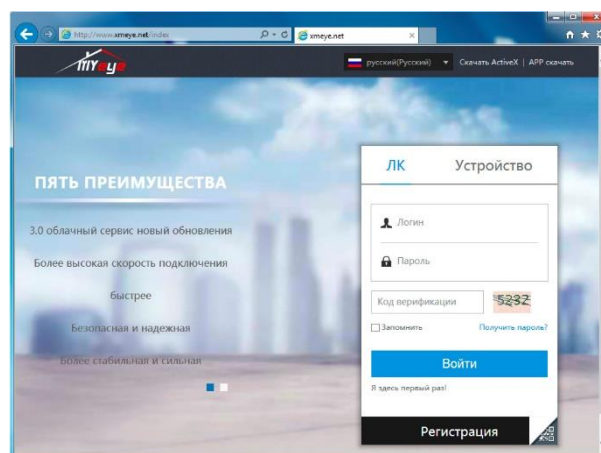 http://www.xmeye.net/index
xmeye.net
MYeye
русский(Русский)
Скачать ActiveX | APP скачать
ЛК
Устройство
ПЯТЬ ПРЕИМУЩЕСТВА
3.0 облачный сервис новый обновления
Более высокая скорость подключения
быстрее
Безопасная и надежная
Более стабильная и сильная
Логин
Пароль
Код верификации
5232
Запомнить
Получить пароль?
Войти
Я здесь первый раз!
Регистрация